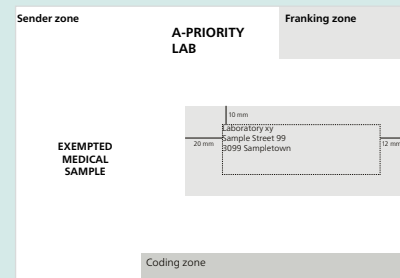 Sender zone
Franking zone
A-PRIORITY
LAB
10 mm
Laboratory xy
Sample Street 99
3099 Sampletown
20 mm
12 mm
EXEMPTED
MEDICAL
SAMPLE
Coding zone